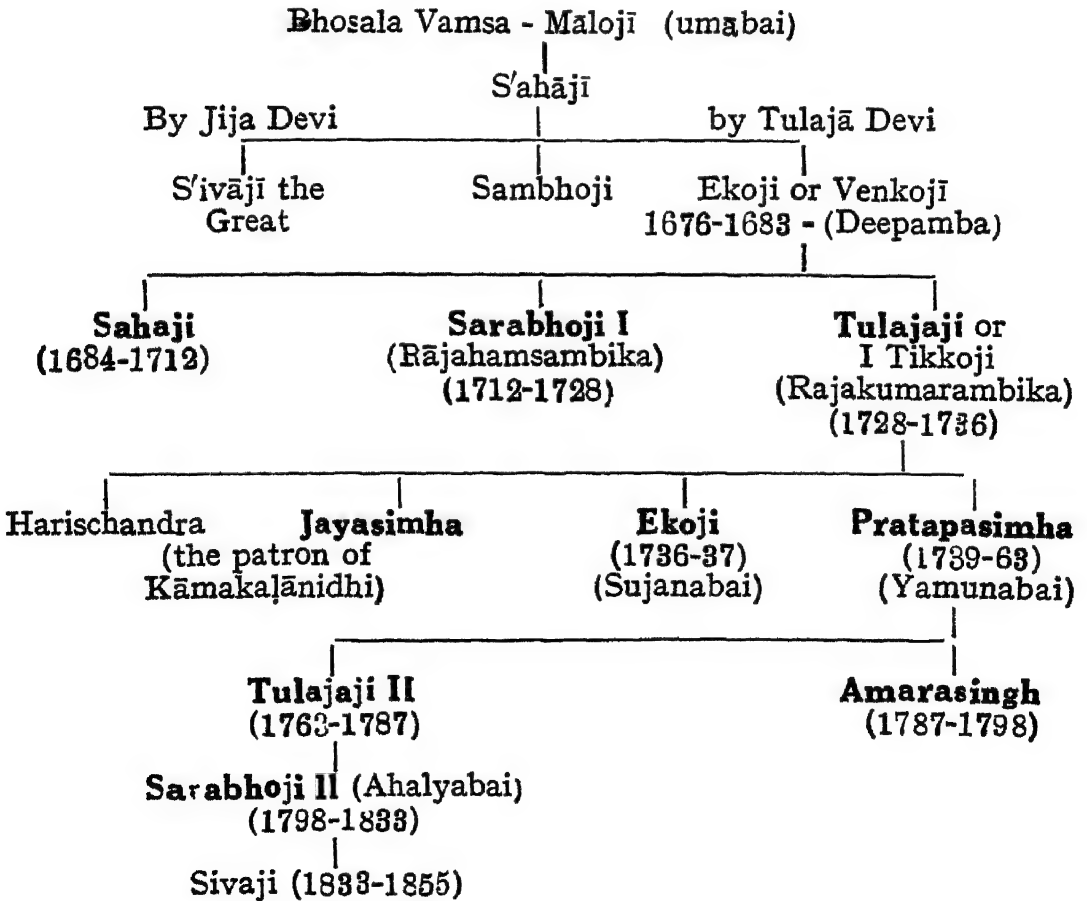 Bhosala Vamsa - Mālojī (umābai)
S'ahājī
By Jija Devi by Tulajā Devi
S'ivājī the Sambhoji Ekoji or Venkojī
Great 1676-1683 - (Deepamba)
Sahaji Sarabhoji I Tulajaji or
(1684-1712) (Rājahamsambika) I Tikkoji
(1712-1728) (Rajakumarambika)
(1728-1736)
Harischandra Jayasimha Ekoji Pratapasimha
(the patron of (1736-37) (1739-63)
Kāmakaḷānidhi) (Sujanabai) (Yamunabai)
Tulajaji II Amarasingh
(1763-1787) (1787-1798)
Sarabhoji II (Ahalyabai)
(1798-1833)
Sivaji (1833-1855)